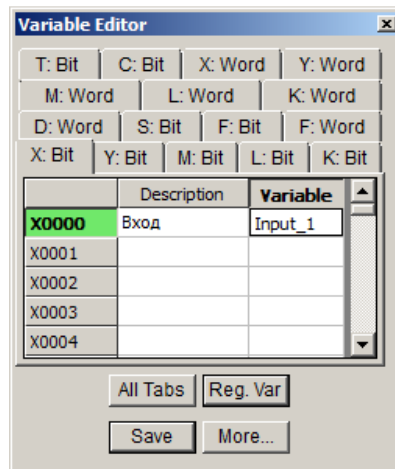 Variable Editor
T: Bit C: Bit X: Word Y: Word
M: Word L: Word K: Word
D: Word S: Bit F: Bit F: Word
X: Bit Y: Bit M: Bit L: Bit K: Bit
Description Variable
X0000 Вход Input_1
X0001
X0002
X0003
X0004
All Tabs Reg. Var
Save More...